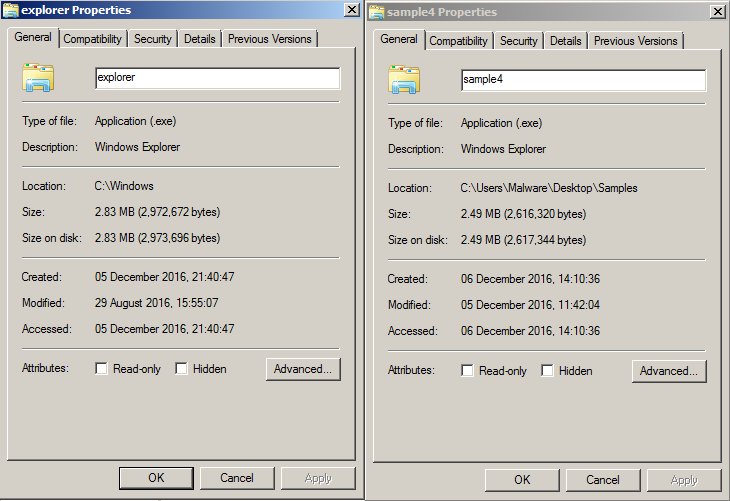 explorer Properties
General Compatibility Security Details Previous Versions
explorer
Type of file: Application (.exe)
Description: Windows Explorer
Location: C:\Windows
Size: 2.83 MB (2,972,672 bytes)
Size on disk: 2.83 MB (2,973,696 bytes)
Created: 05 December 2016, 21:40:47
Modified: 29 August 2016, 15:55:07
Accessed: 05 December 2016, 21:40:47
Attributes: Read-only Hidden Advanced...
OK Cancel Apply
sample4 Properties
General Compatibility Security Details Previous Versions
sample4
Type of file: Application (.exe)
Description: Windows Explorer
Location: C:\Users\Malware\Desktop\Samples
Size: 2.49 MB (2,616,320 bytes)
Size on disk: 2.49 MB (2,617,344 bytes)
Created: 06 December 2016, 14:10:36
Modified: 05 December 2016, 11:42:04
Accessed: 06 December 2016, 14:10:36
Attributes: Read-only Hidden Advanced...
OK Cancel Apply